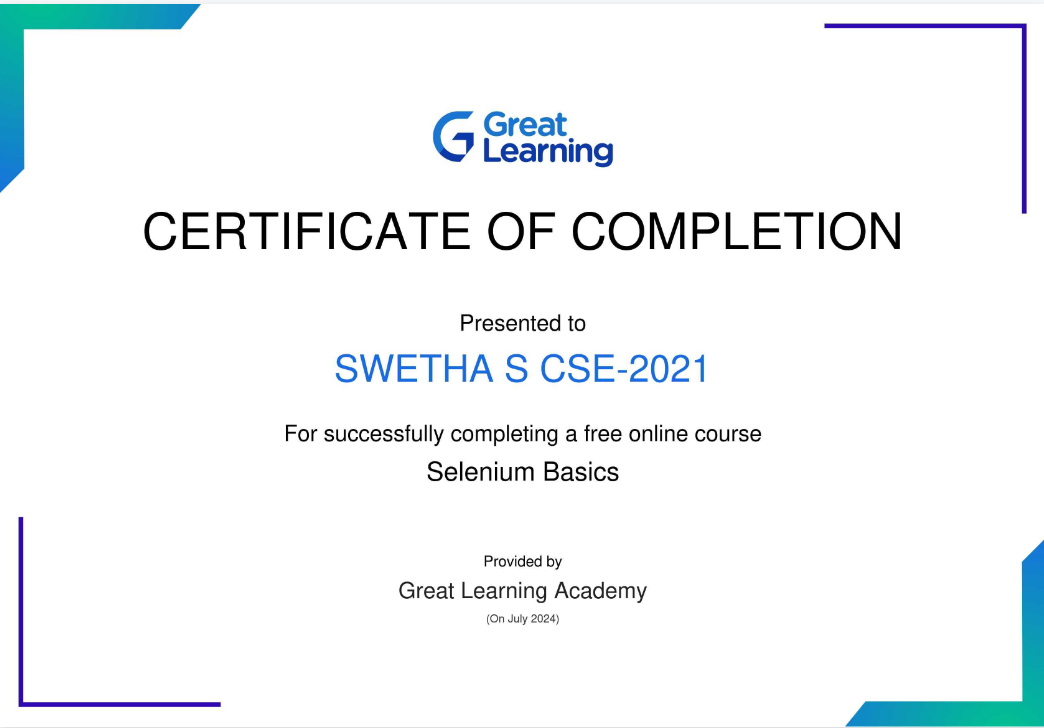 Great
Learning
CERTIFICATE OF COMPLETION
Presented to
SWETHA S CSE-2021
For successfully completing a free online course
Selenium Basics
Provided by
Great Learning Academy
(On July 2024)